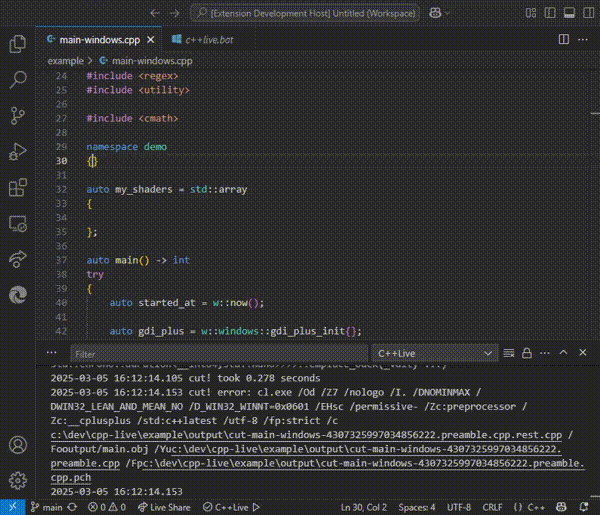 [Extension Development Host] Untitled (Workspace)
main-windows.cpp
c++live.bat
example > main-windows.cpp
24 #include <regex>
25 #include <utility>
26
27 #include <cmath>
28
29 namespace demo
30 {}
31
32 auto my_shaders = std::array
33 {
34
35 };
36
37 auto main() -> int
38 try
39 {
40 auto started_at = w::now();
41
42 auto gdi_plus = w::windows::gdi_plus_init{};
Filter
C++Live
2025-03-05 16:12:14.105 cut! took 0.278 seconds
2025-03-05 16:12:14.153 cut! error: cl.exe /Od /Z7 /nologo /I. /DNOMINMAX /
DWIN32_LEAN_AND_MEAN_NO /D_WIN32_WINNT=0x0601 /EHsc /permissive- /Zc:preprocessor /
Zc:__cplusplus /std:c++latest /utf-8 /fp:strict /c
c:\dev\cpp-live\example\output\cut-main-windows-4307325997034856222.preamble.cpp.rest.cpp /
Fooutput/main.obj /Yuc:\dev\cpp-live\example\output\cut-main-windows-4307325997034856222.
preamble.cpp /Fpc:\dev\cpp-live\example\output\cut-main-windows-4307325997034856222.preamble.
cpp.pch
2025-03-05 16:12:14.153
main
0 0
Live Share
C++Live
Ln 30, Col 2
Spaces: 4
UTF-8
CRLF
{} C++